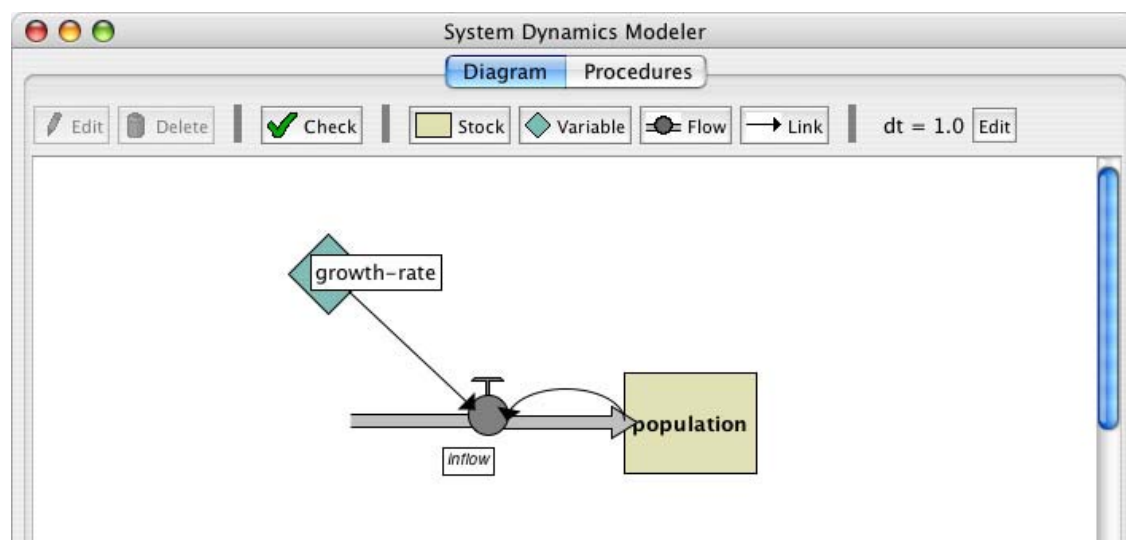 System Dynamics Modeler
Diagram Procedures
Edit Delete Check Stock Variable Flow Link dt = 1.0 Edit
growth-rate
population
inflow